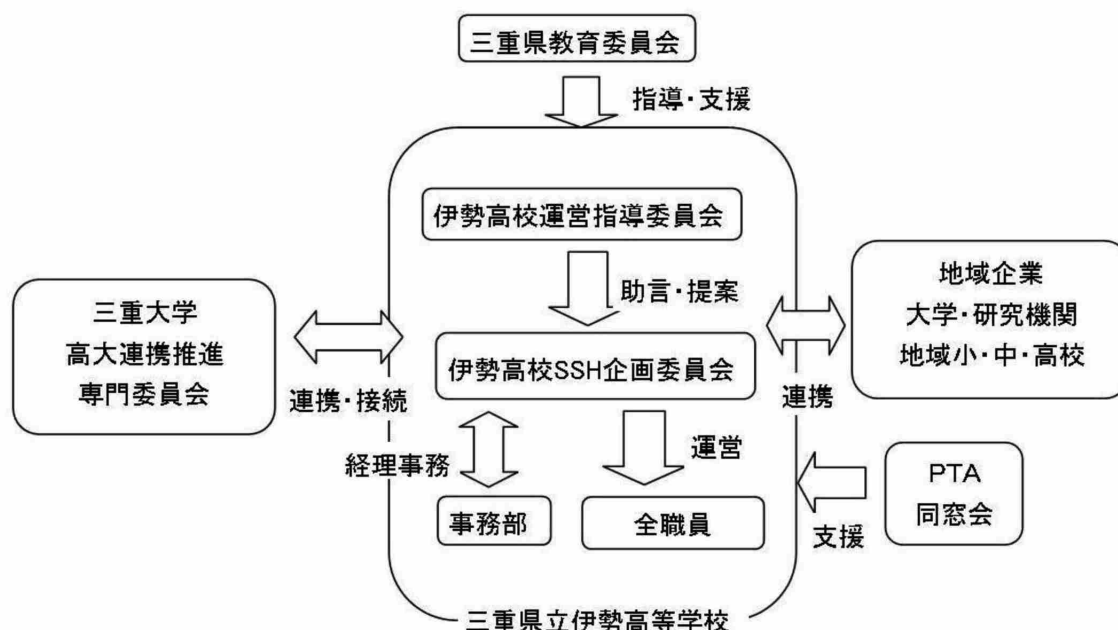 三重県教育委員会
指導・支援
伊勢高校運営指導委員会
助言・提案
三重大学
高大連携推進
専門委員会
連携・接続
伊勢高校SSH企画委員会
地域企業
大学・研究機関
地域小・中・高校
連携
経理事務
運営
事務部
全職員
PTA
同窓会
支援
三重県立伊勢高等学校